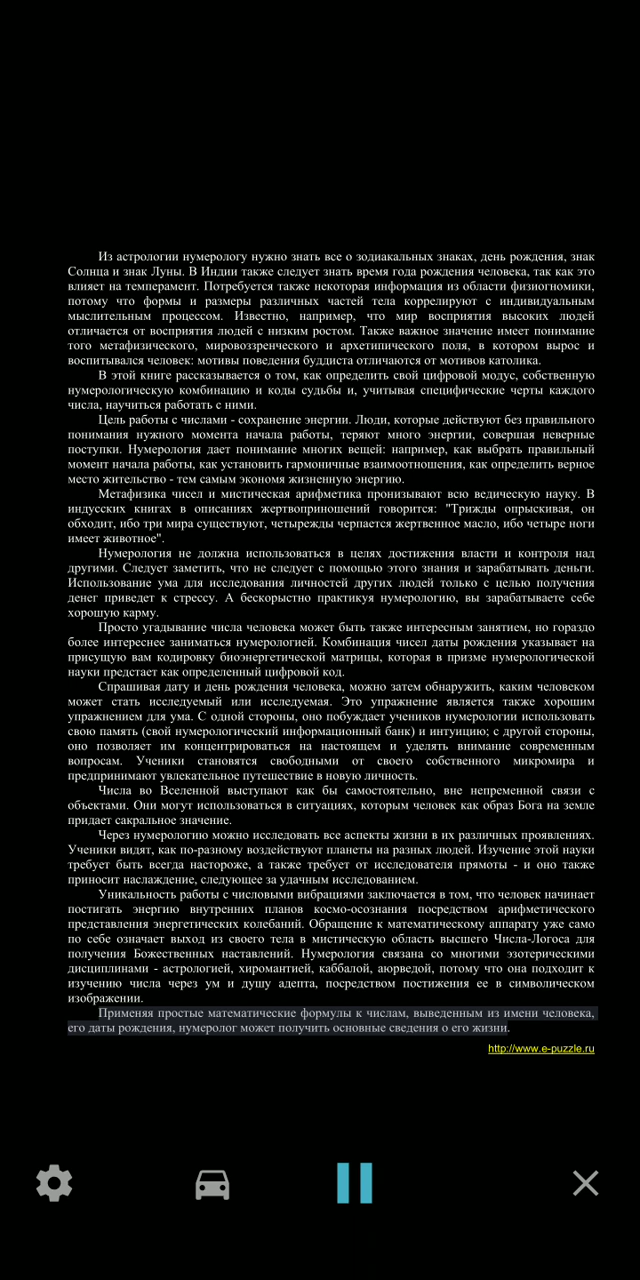 Из астрологии нумерологу нужно знать все о зодиакальных знаках, день рождения, знак
Солнца и знак Луны. В Индии также следует знать время года рождения человека, так как это
влияет на темперамент. Потребуется также некоторая информация из области физиогномики,
потому что формы и размеры различных частей тела коррелируют с индивидуальным
мыслительным процессом. Известно, например, что мир восприятия высоких людей
отличается от восприятия людей с низким ростом. Также важное значение имеет понимание
того метафизического, мировоззренческого и архетипического поля, в котором вырос и
воспитывался человек: мотивы поведения буддиста отличаются от мотивов католика.
В этой книге рассказывается о том, как определить свой цифровой модус, собственную
нумерологическую комбинацию и коды судьбы и, учитывая специфические черты каждого
числа, научиться работать с ними.
Цель работы с числами - сохранение энергии. Люди, которые действуют без правильного
понимания нужного момента начала работы, теряют много энергии, совершая неверные
поступки. Нумерология дает понимание многих вещей: например, как выбрать правильный
момент начала работы, как установить гармоничные взаимоотношения, как определить верное
место жительство - тем самым экономя жизненную энергию.
Метафизика чисел и мистическая арифметика пронизывают всю ведическую науку. В
индусских книгах в описаниях жертвоприношений говорится: "Трижды опрыскивая, он
обходит, ибо три мира существуют, четырежды черпается жертвенное масло, ибо четыре ноги
имеет животное".
Нумерология не должна использоваться в целях достижения власти и контроля над
другими. Следует заметить, что не следует с помощью этого знания и зарабатывать деньги.
Использование ума для исследования личностей других людей только с целью получения
денег приведет к стрессу. А бескорыстно практикуя нумерологию, вы зарабатываете себе
хорошую карму.
Просто угадывание числа человека может быть также интересным занятием, но гораздо
более интереснее заниматься нумерологией. Комбинация чисел даты рождения указывает на
присущую вам кодировку биоэнергетической матрицы, которая в призме нумерологической
науки предстает как определенный цифровой код.
Спрашивая дату и день рождения человека, можно затем обнаружить, каким человеком
может стать исследуемый или исследуемая. Это упражнение является также хорошим
упражнением для ума. С одной стороны, оно побуждает учеников нумерологии использовать
свою память (свой нумерологический информационный банк) и интуицию; с другой стороны,
оно позволяет им концентрироваться на настоящем и уделять внимание современным
вопросам. Ученики становятся свободными от своего собственного микромира и
предпринимают увлекательное путешествие в новую личность.
Числа во Вселенной выступают как бы самостоятельно, вне непременной связи с
объектами. Они могут использоваться в ситуациях, которым человек как образ Бога на земле
придает сакральное значение.
Через нумерологию можно исследовать все аспекты жизни в их различных проявлениях.
Ученики видят, как по-разному воздействуют планеты на разных людей. Изучение этой науки
требует быть всегда настороже, а также требует от исследователя прямоты - и оно также
приносит наслаждение, следующее за удачным исследованием.
Уникальность работы с числовыми вибрациями заключается в том, что человек начинает
постигать энергию внутренних планов космо-осознания посредством арифметического
представления энергетических колебаний. Обращение к математическому аппарату уже само
по себе означает выход из своего тела в мистическую область высшего Числа-Логоса для
получения Божественных наставлений. Нумерология связана со многими эзотерическими
дисциплинами - астрологией, хиромантией, каббалой, аюрведой, потому что она подходит к
изучению числа через ум и душу адепта, посредством постижения ее в символическом
изображении.
Применяя простые математические формулы к числам, выведенным из имени человека,
его даты рождения, нумеролог может получить основные сведения о его жизни.
http://www.e-puzzle.ru